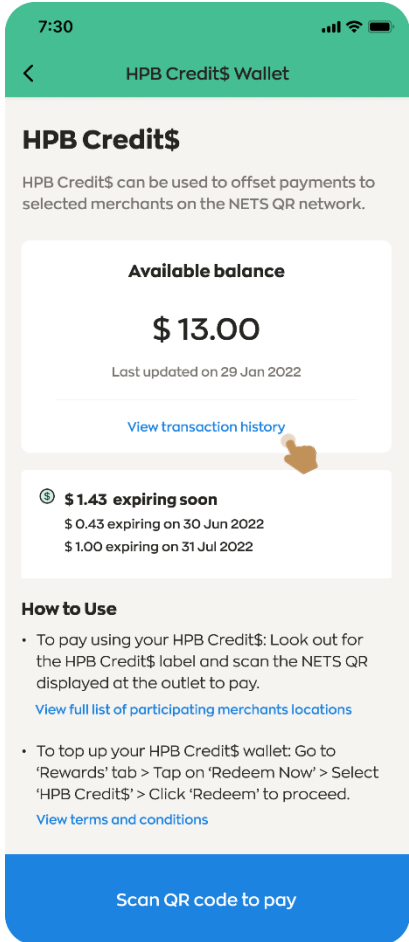 7:30
HPB Credit$ Wallet
HPB Credit$
HPB Credit$ can be used to offset payments to
selected merchants on the NETS QR network.
Available balance
$ 13.00
Last updated on 29 Jan 2022
View transaction history
$ 1.43 expiring soon
$ 0.43 expiring on 30 Jun 2022
$ 1.00 expiring on 31 Jul 2022
How to Use
• To pay using your HPB Credit$: Look out for
the HPB Credit$ label and scan the NETS QR
displayed at the outlet to pay.
View full list of participating merchants locations
• To top up your HPB Credit$ wallet: Go to
‘Rewards’ tab > Tap on ‘Redeem Now’ > Select
‘HPB Credit$’ > Click ‘Redeem’ to proceed.
View terms and conditions
Scan QR code to pay